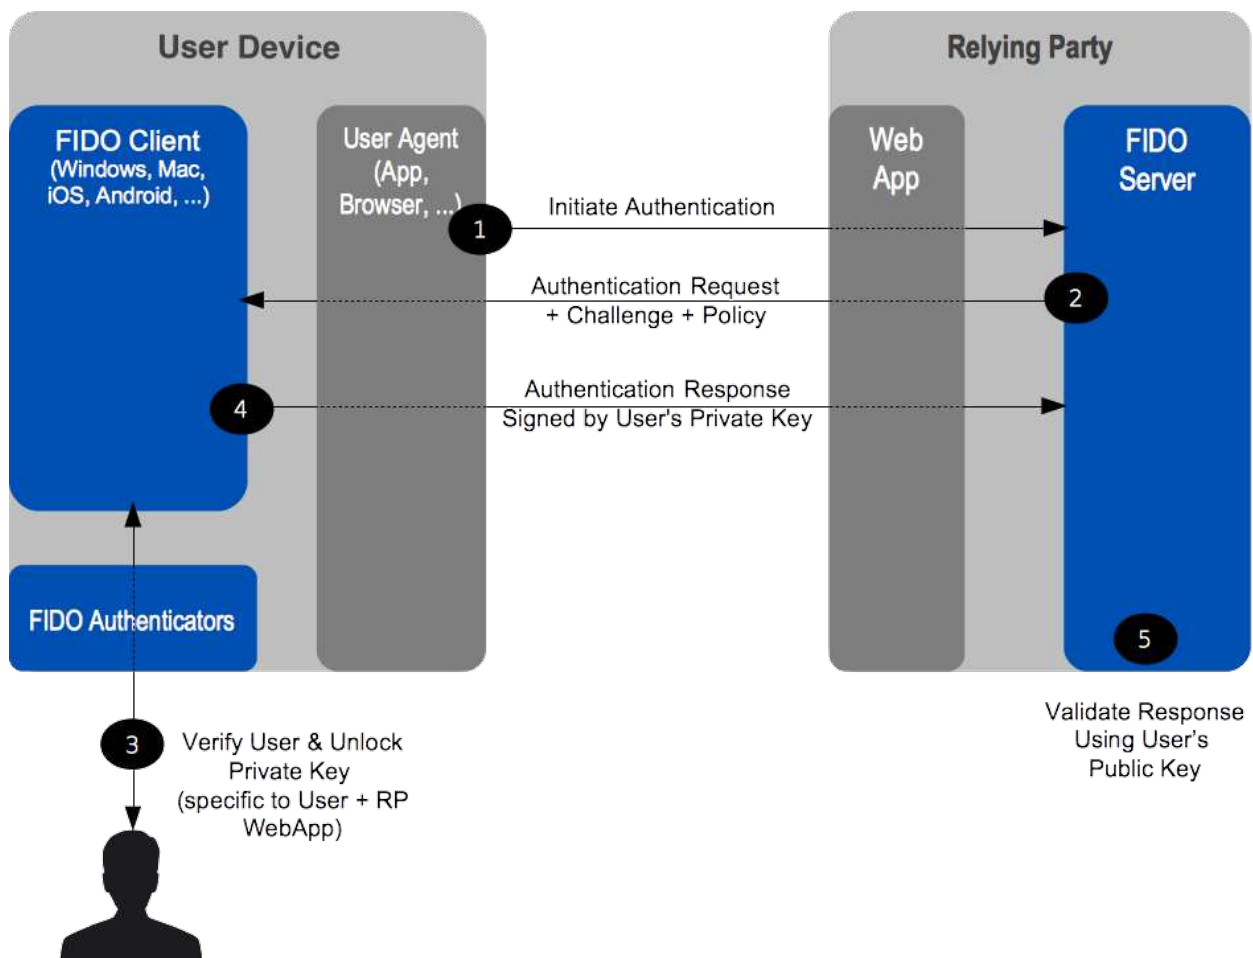 User Device
Relying Party
FIDO Client
(Windows, Mac,
iOS, Android, ...)
User Agent
(App,
Browser, ...)
Web
App
FIDO
Server
1
Initiate Authentication
Authentication Request
+ Challenge + Policy
2
4
Authentication Response
Signed by User's Private Key
FIDO Authenticators
5
Validate Response
Using User’s
Public Key
3
Verify User & Unlock
Private Key
(specific to User + RP
WebApp)